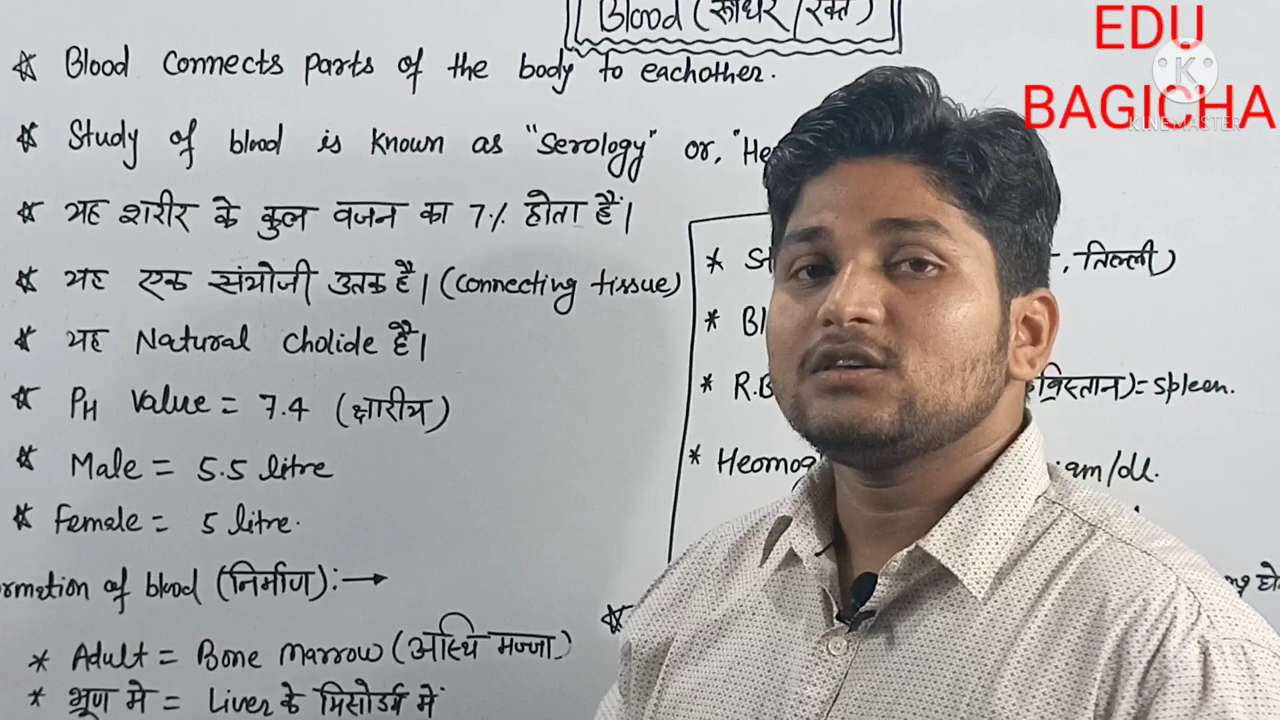 Blood (रूधिर / रक्त)
EDU
BAGICHA
KINEMASTER
☆ Blood Connects parts of the body to eachother.
☆ Study of blood is known as "Serology" or, "He
☆ यह शरीर के कुल वजन का 7% होता है।
☆ यह एक संयोजी उतक है। (Connecting tissue)
☆ यह Natural Cholide है।
☆ PH value = 7.4 (क्षारीय)
☆ Male = 5.5 litre
☆ Female = 5 litre.
ormation of blood (निर्माण):→
* Adult = Bone Marrow (अस्थि मज्जा)
* भ्रूण मे = Liver के मिसोडर्म में
* St , तिल्ली)
* Bl
* R.B ब्रिस्तान) = spleen.
* Heomog am/dl.
☆